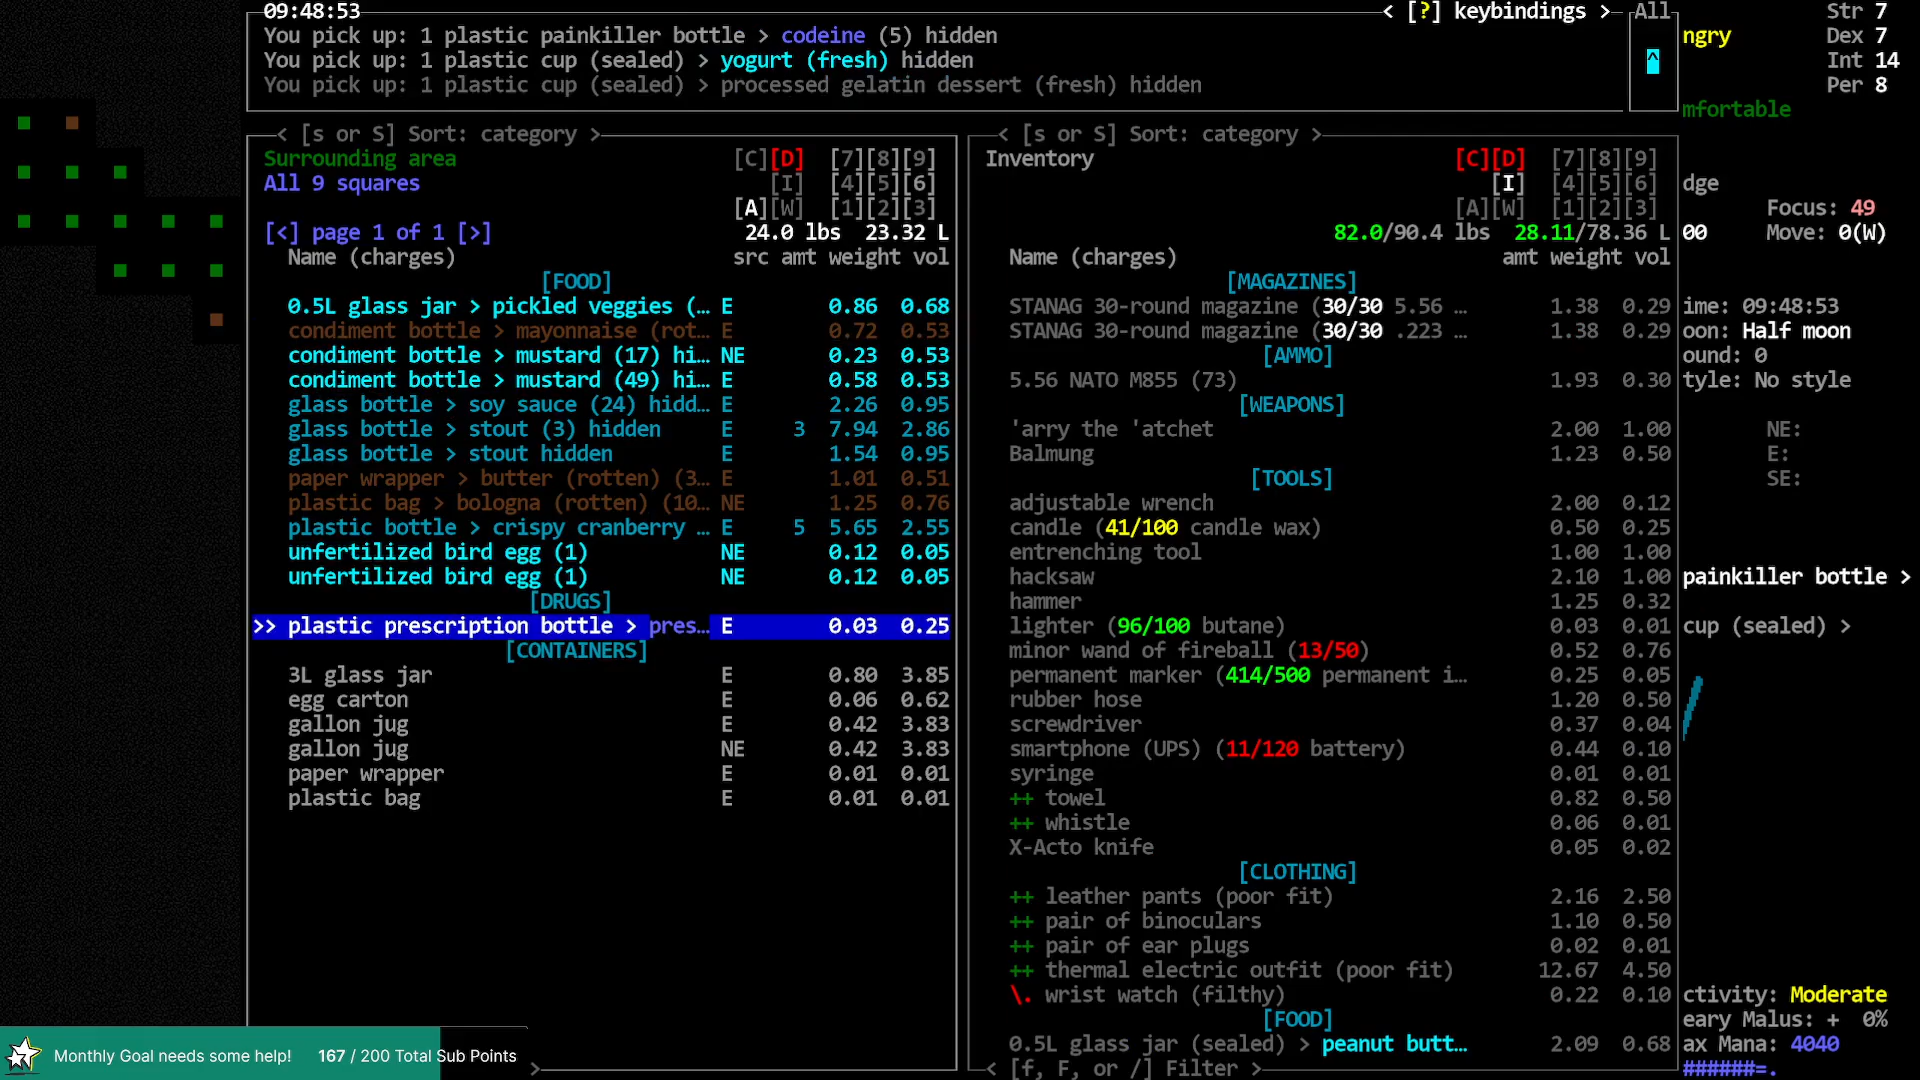 09:48:53
< [?] keybindings >
All
Str 7
You pick up: 1 plastic painkiller bottle > codeine (5) hidden
ngry
Dex 7
You pick up: 1 plastic cup (sealed) > yogurt (fresh) hidden
^
Int 14
You pick up: 1 plastic cup (sealed) > processed gelatin dessert (fresh) hidden
Per 8
mfortable
< [s or S] Sort: category >
Surrounding area
[C][D] [7][8][9]
All 9 squares
[I] [4][5][6]
[A][W] [1][2][3]
[<] page 1 of 1 [>]
24.0 lbs 23.32 L
Name (charges) src amt weight vol
[FOOD]
0.5L glass jar > pickled veggies (… E 0.86 0.68
condiment bottle > mayonnaise (rot… E 0.72 0.53
condiment bottle > mustard (17) hi… NE 0.23 0.53
condiment bottle > mustard (49) hi… E 0.58 0.53
glass bottle > soy sauce (24) hidd… E 2.26 0.95
glass bottle > stout (3) hidden E 3 7.94 2.86
glass bottle > stout hidden E 1.54 0.95
paper wrapper > butter (rotten) (3… E 1.01 0.51
plastic bag > bologna (rotten) (10… NE 1.25 0.76
plastic bottle > crispy cranberry … E 5 5.65 2.55
unfertilized bird egg (1) NE 0.12 0.05
unfertilized bird egg (1) NE 0.12 0.05
[DRUGS]
>> plastic prescription bottle > pres… E 0.03 0.25
[CONTAINERS]
3L glass jar E 0.80 3.85
egg carton E 0.06 0.62
gallon jug E 0.42 3.83
gallon jug NE 0.42 3.83
paper wrapper E 0.01 0.01
plastic bag E 0.01 0.01
>
< [s or S] Sort: category >
Inventory
[C][D] [7][8][9]
[I] [4][5][6]
[A][W] [1][2][3]
82.0/90.4 lbs 28.11/78.36 L
Name (charges) amt weight vol
[MAGAZINES]
STANAG 30-round magazine (30/30 5.56 … 1.38 0.29
STANAG 30-round magazine (30/30 .223 … 1.38 0.29
[AMMO]
5.56 NATO M855 (73) 1.93 0.30
[WEAPONS]
'arry the 'atchet 2.00 1.00
Balmung 1.23 0.50
[TOOLS]
adjustable wrench 2.00 0.12
candle (41/100 candle wax) 0.50 0.25
entrenching tool 1.00 1.00
hacksaw 2.10 1.00
hammer 1.25 0.32
lighter (96/100 butane) 0.03 0.01
minor wand of fireball (13/50) 0.52 0.76
permanent marker (414/500 permanent i… 0.25 0.05
rubber hose 1.20 0.50
screwdriver 0.37 0.04
smartphone (UPS) (11/120 battery) 0.44 0.10
syringe 0.01 0.01
++ towel 0.82 0.50
++ whistle 0.06 0.01
X-Acto knife 0.05 0.02
[CLOTHING]
++ leather pants (poor fit) 2.16 2.50
++ pair of binoculars 1.10 0.50
++ pair of ear plugs 0.02 0.01
++ thermal electric outfit (poor fit) 12.67 4.50
\. wrist watch (filthy) 0.22 0.10
[FOOD]
0.5L glass jar (sealed) > peanut butt… 2.09 0.68
< [f, F, or /] Filter >
dge
Focus: 49
00 Move: 0(W)
ime: 09:48:53
oon: Half moon
ound: 0
tyle: No style
NE:
E:
SE:
painkiller bottle >
cup (sealed) >
ctivity: Moderate
eary Malus: + 0%
ax Mana: 4040
######=.
Monthly Goal needs some help! 167 / 200 Total Sub Points